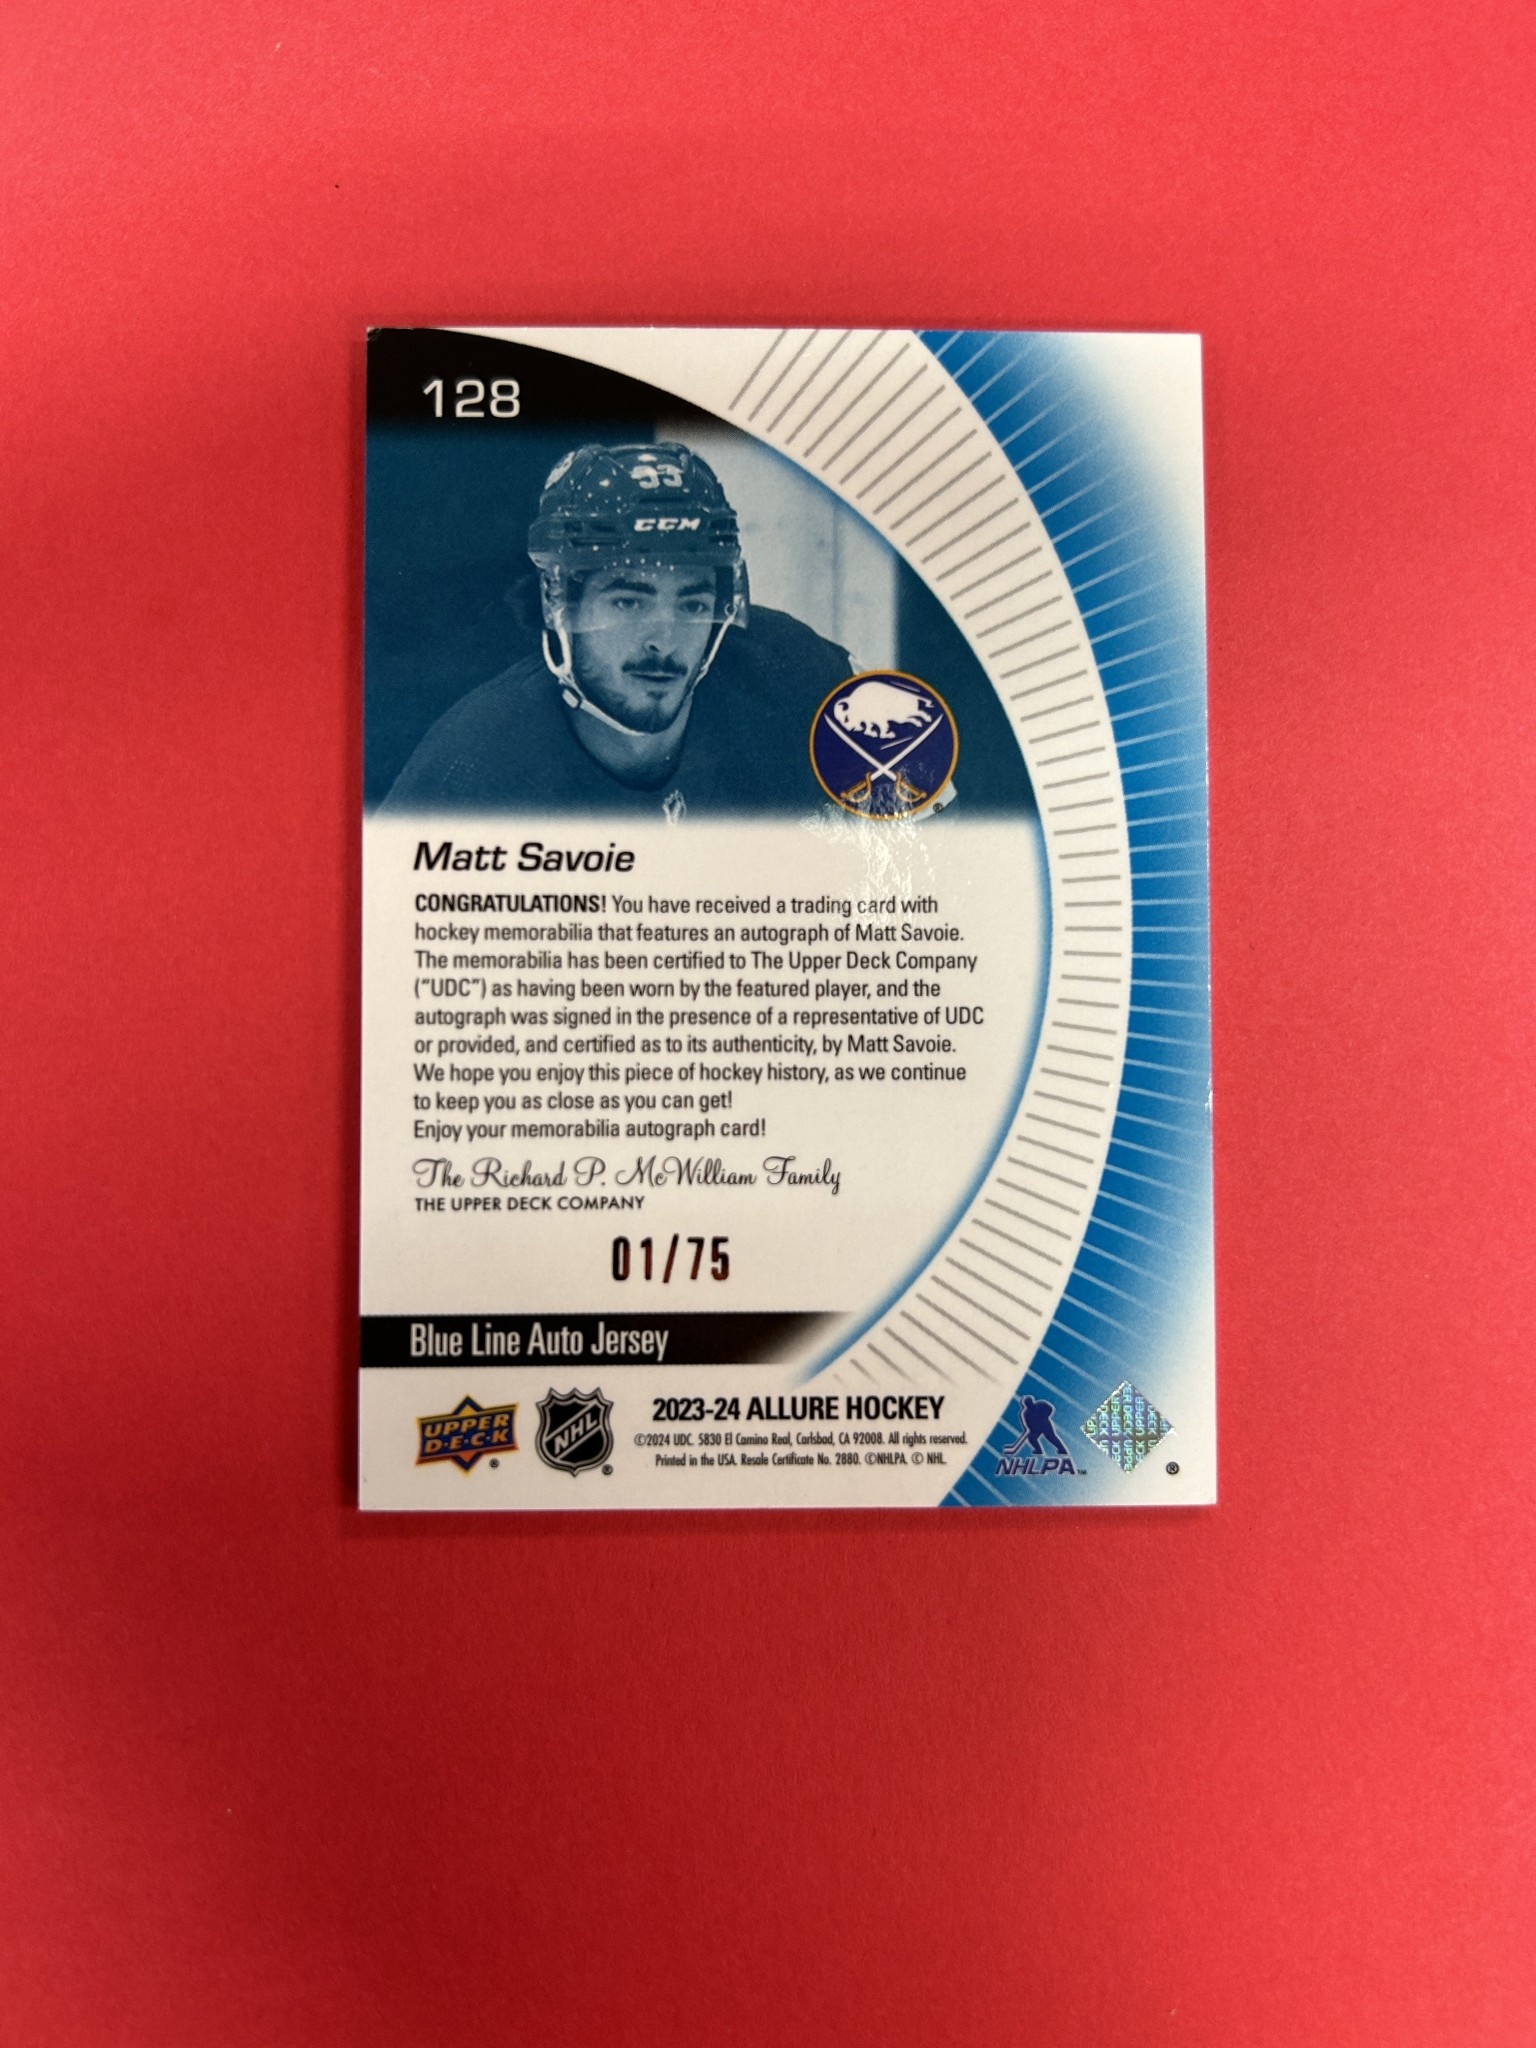 128
93
CCM
Matt Savoie
CONGRATULATIONS! You have received a trading card with
hockey memorabilia that features an autograph of Matt Savoie.
The memorabilia has been certified to The Upper Deck Company
("UDC") as having been worn by the featured player, and the
autograph was signed in the presence of a representative of UDC
or provided, and certified as to its authenticity, by Matt Savoie.
We hope you enjoy this piece of hockey history, as we continue
to keep you as close as you can get!
Enjoy your memorabilia autograph card!
The Richard P. McWilliam Family
THE UPPER DECK COMPANY
01/75
Blue Line Auto Jersey
UPPER
D·E·C·K
®
NHL
®
2023-24 ALLURE HOCKEY
©2024 UDC. 5830 El Camino Real, Carlsbad, CA 92008. All rights reserved.
Printed in the USA. Resale Certificate No. 2880. ©NHLPA. © NHL.
NHLPA™
®